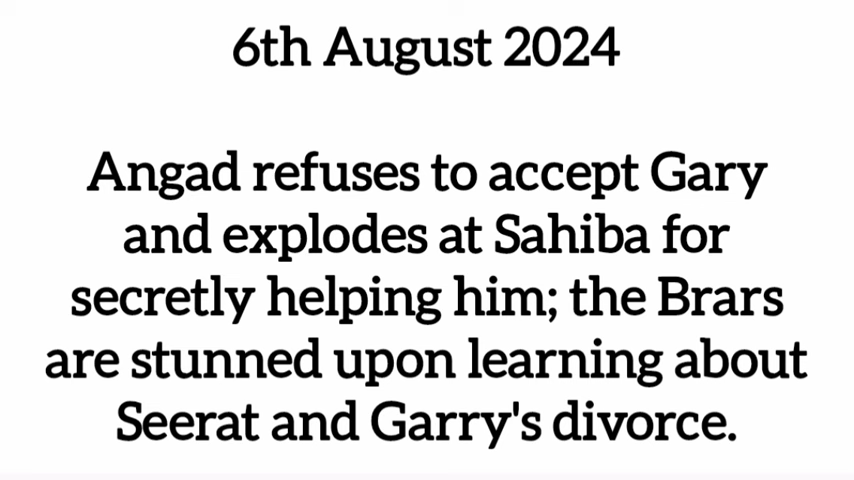 6th August 2024
Angad refuses to accept Gary
and explodes at Sahiba for
secretly helping him; the Brars
are stunned upon learning about
Seerat and Garry's divorce.